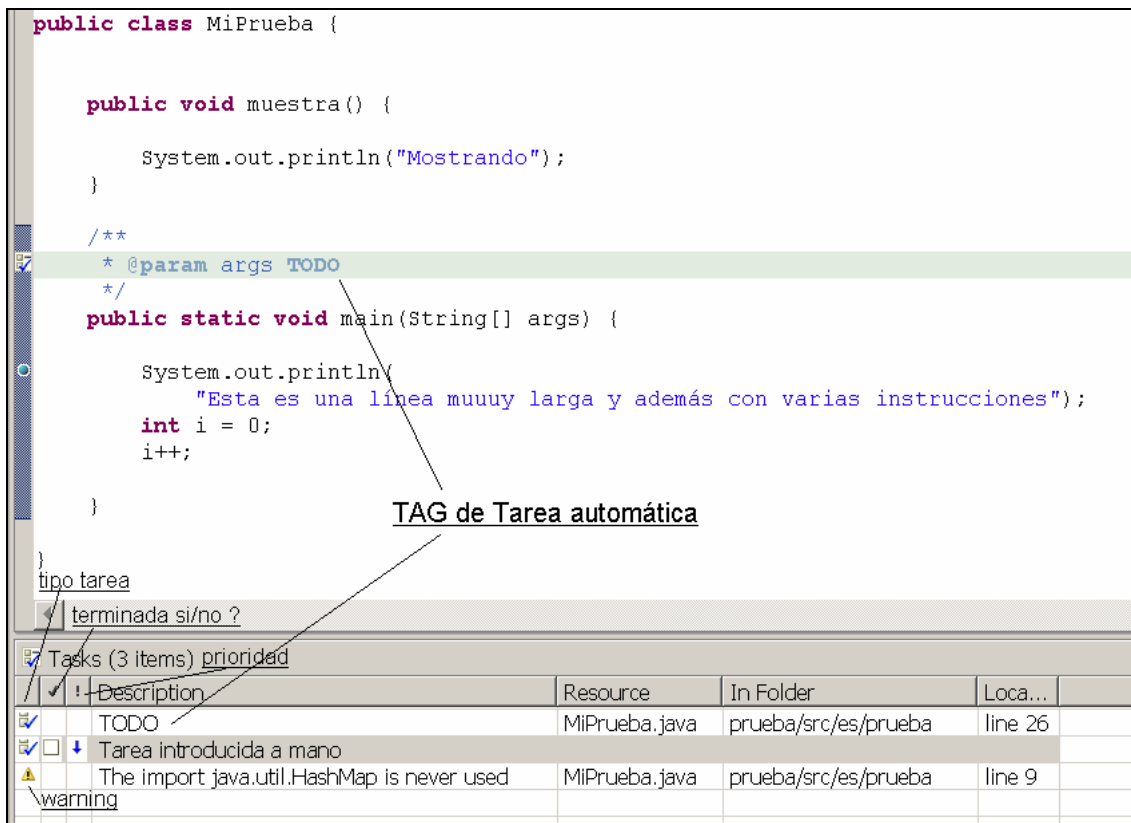 public class MiPrueba {
public void muestra() {
System.out.println("Mostrando");
}
/**
* @param args TODO
*/
public static void main(String[] args) {
System.out.println(
"Esta es una línea muuuy larga y además con varias instrucciones");
int i = 0;
i++;
}
TAG de Tarea automática
}
tipo tarea
terminada si/no ?
Tasks (3 items) prioridad
! Description Resource In Folder Loca...
TODO MiPrueba.java prueba/src/es/prueba line 26
Tarea introducida a mano
The import java.util.HashMap is never used MiPrueba.java prueba/src/es/prueba line 9
warning